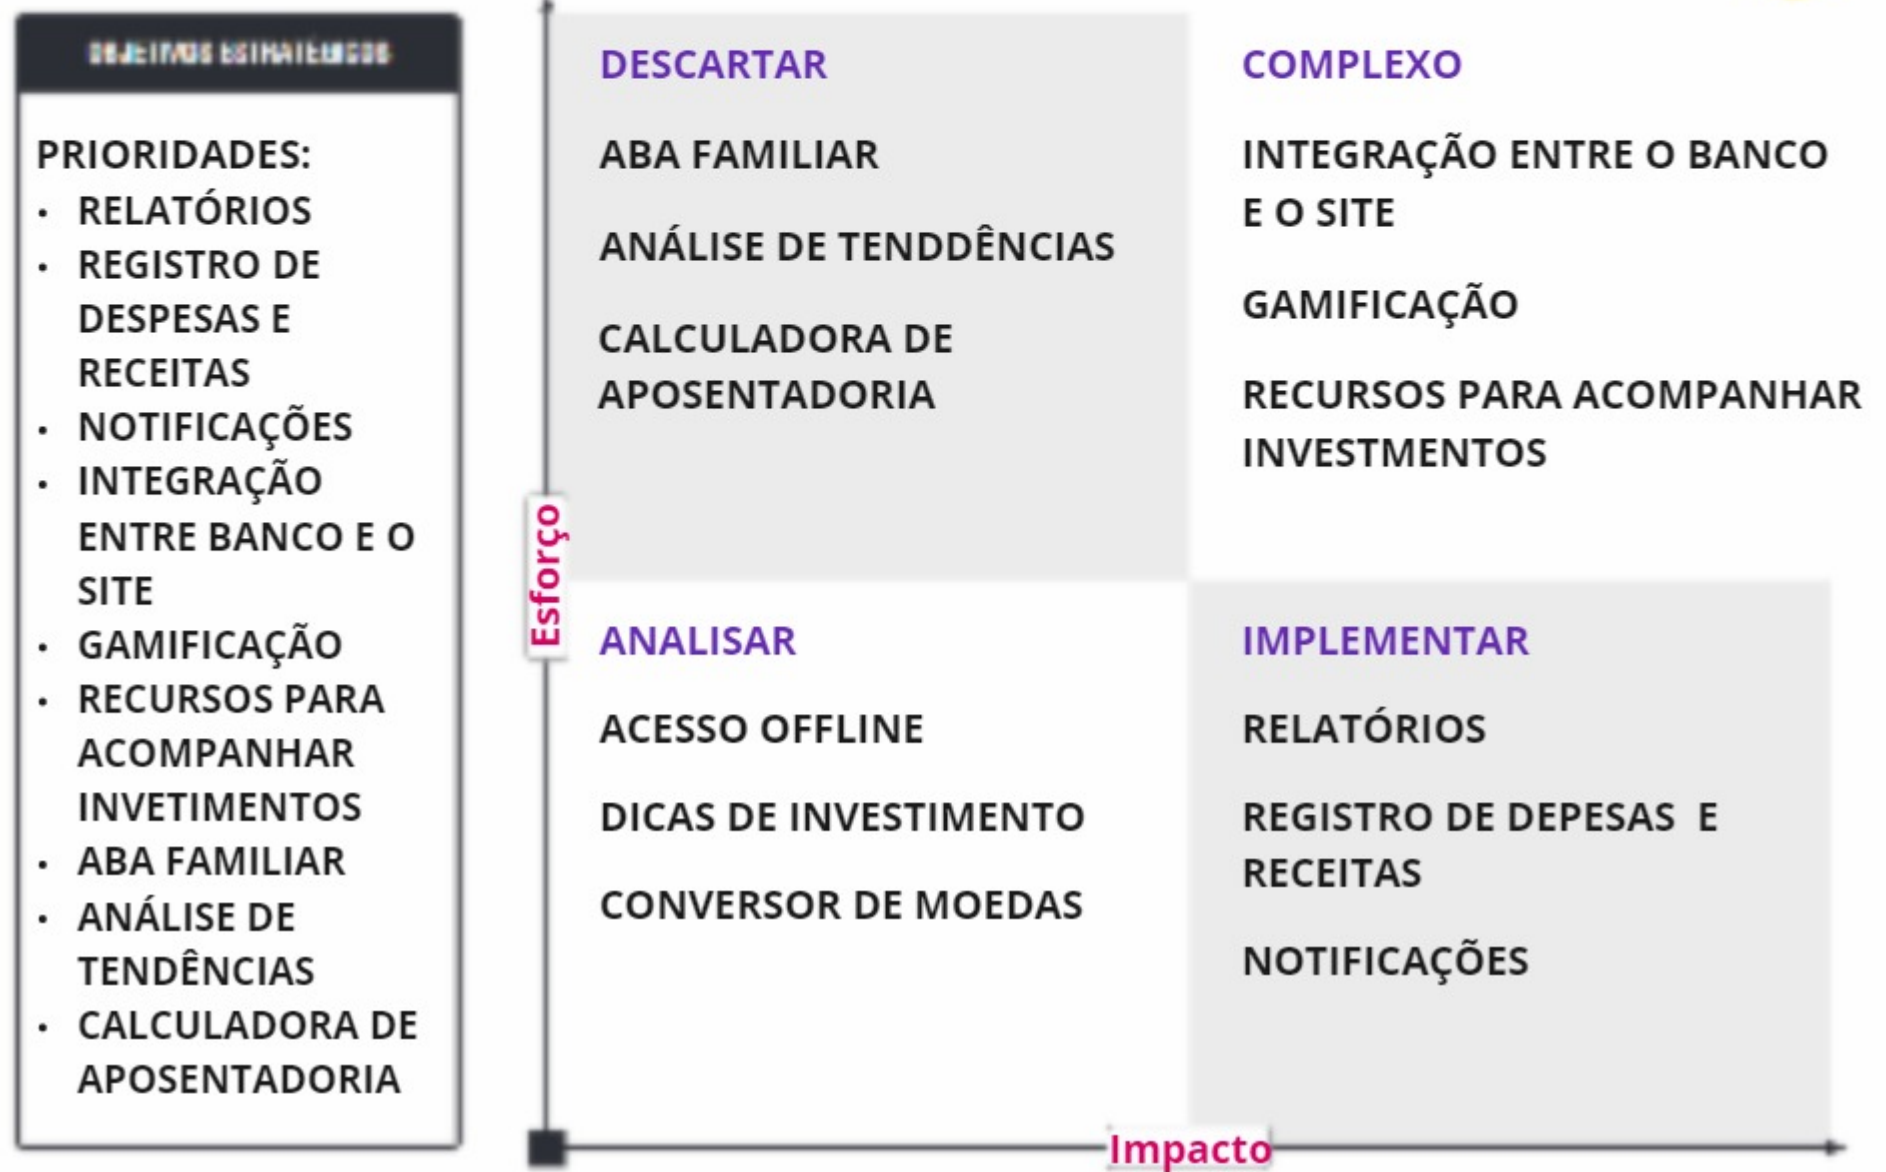 OBJETIVOS ESTRATÉGICOS
PRIORIDADES:
• RELATÓRIOS
• REGISTRO DE
DESPESAS E
RECEITAS
• NOTIFICAÇÕES
• INTEGRAÇÃO
ENTRE BANCO E O
SITE
• GAMIFICAÇÃO
• RECURSOS PARA
ACOMPANHAR
INVETIMENTOS
• ABA FAMILIAR
• ANÁLISE DE
TENDÊNCIAS
• CALCULADORA DE
APOSENTADORIA
Esforço
DESCARTAR
ABA FAMILIAR
ANÁLISE DE TENDDÊNCIAS
CALCULADORA DE
APOSENTADORIA
COMPLEXO
INTEGRAÇÃO ENTRE O BANCO
E O SITE
GAMIFICAÇÃO
RECURSOS PARA ACOMPANHAR
INVESTMENTOS
ANALISAR
ACESSO OFFLINE
DICAS DE INVESTIMENTO
CONVERSOR DE MOEDAS
IMPLEMENTAR
RELATÓRIOS
REGISTRO DE DEPESAS E
RECEITAS
NOTIFICAÇÕES
Impacto